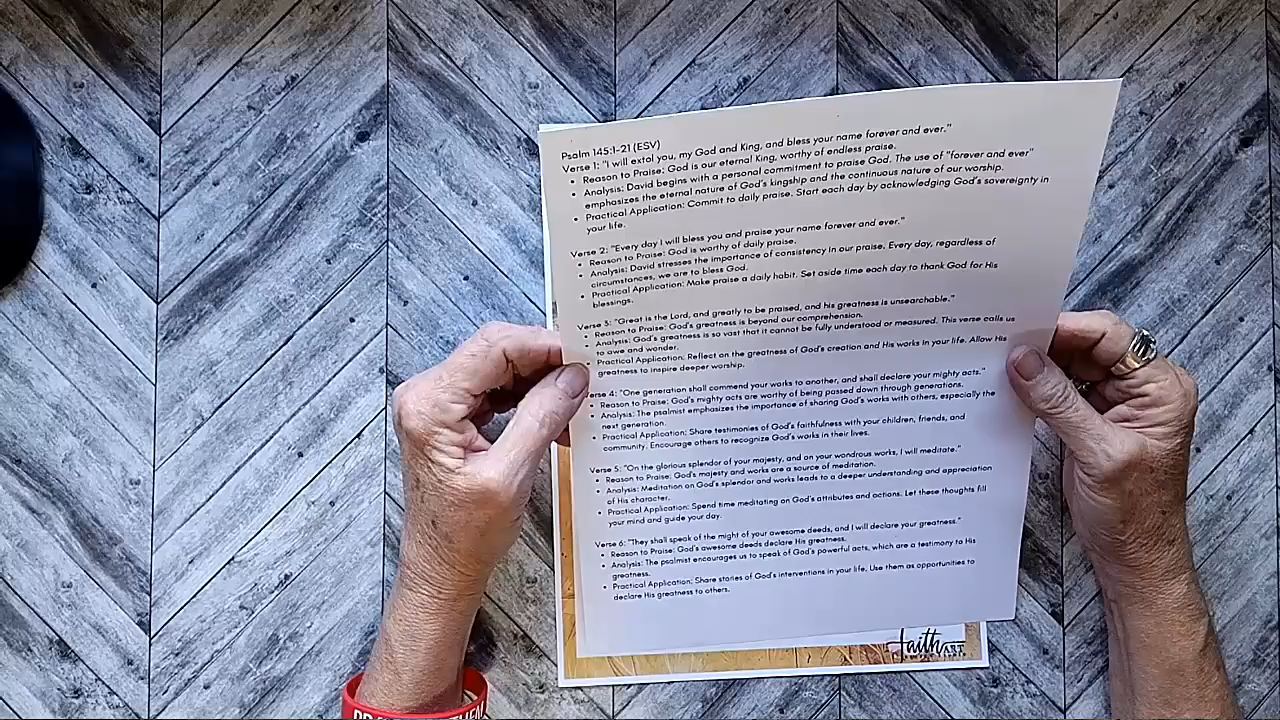 Psalm 145:1-21 (ESV)
Verse 1: "I will extol you, my God and King, and bless your name forever and ever."
• Reason to Praise: God is our eternal King, worthy of endless praise.
• Analysis: David begins with a personal commitment to praise God. The use of "forever and ever"
emphasizes the eternal nature of God's kingship and the continuous nature of our worship.
• Practical Application: Commit to daily praise. Start each day by acknowledging God's sovereignty in
your life.
Verse 2: "Every day I will bless you and praise your name forever and ever."
• Reason to Praise: God is worthy of daily praise.
• Analysis: David stresses the importance of consistency in our praise. Every day, regardless of
circumstances, we are to bless God.
• Practical Application: Make praise a daily habit. Set aside time each day to thank God for His
blessings.
Verse 3: "Great is the Lord, and greatly to be praised, and his greatness is unsearchable."
• Reason to Praise: God's greatness is beyond our comprehension.
• Analysis: God's greatness is so vast that it cannot be fully understood or measured. This verse calls us
to awe and wonder.
• Practical Application: Reflect on the greatness of God's creation and His works in your life. Allow His
greatness to inspire deeper worship.
erse 4: "One generation shall commend your works to another, and shall declare your mighty acts."
• Reason to Praise: God's mighty acts are worthy of being passed down through generations.
• Analysis: The psalmist emphasizes the importance of sharing God's works with others, especially the
next generation.
• Practical Application: Share testimonies of God's faithfulness with your children, friends, and
community. Encourage others to recognize God's works in their lives.
Verse 5: "On the glorious splendor of your majesty, and on your wondrous works, I will meditate."
• Reason to Praise: God's majesty and works are a source of meditation.
• Analysis: Meditation on God's splendor and works leads to a deeper understanding and appreciation
of His character.
• Practical Application: Spend time meditating on God's attributes and actions. Let these thoughts fill
your mind and guide your day.
Verse 6: "They shall speak of the might of your awesome deeds, and I will declare your greatness."
• Reason to Praise: God's awesome deeds declare His greatness.
• Analysis: The psalmist encourages us to speak of God's powerful acts, which are a testimony to His
greatness.
• Practical Application: Share stories of God's interventions in your life. Use them as opportunities to
declare His greatness to others.
faith ART